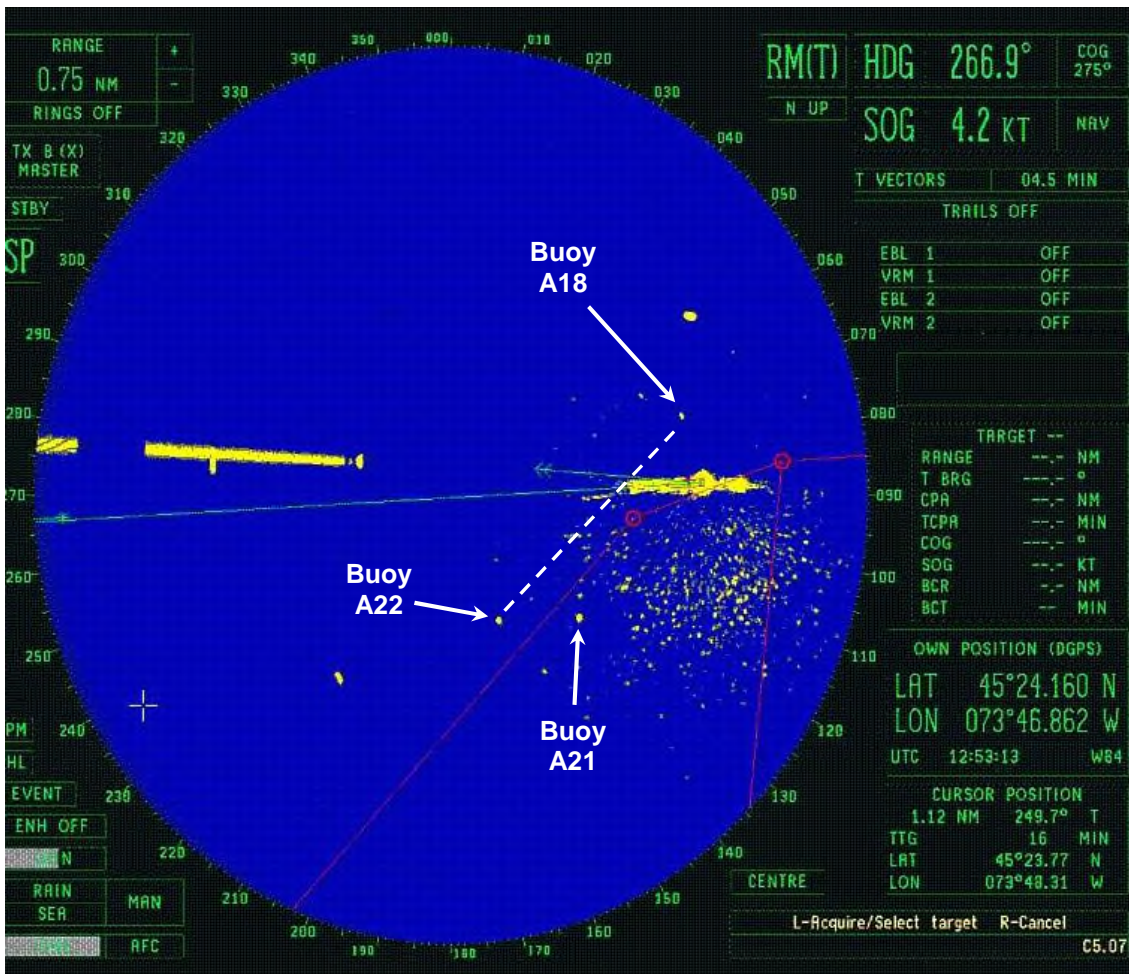 RANGE
+
0.75 NM
-
RINGS OFF
TX B (X)
MASTER
STBY
SP
350
000
010
340
020
330
030
320
040
310
050
300
060
290
070
280
080
270
090
260
100
250
110
240
120
230
130
220
140
210
150
200
160
190
180
170
RM(T)
N UP
HDG 266.9°
COG
275°
SOG 4.2 KT
NAV
T VECTORS 04.5 MIN
TRAILS OFF
EBL 1 OFF
VRM 1 OFF
EBL 2 OFF
VRM 2 OFF
Buoy
A18
Buoy
A22
Buoy
A21
TARGET --
RANGE ---.- NM
T BRG ---.- °
CPA --.- NM
TCPA --.- MIN
COG ---.- °
SOG --.- KT
BCR -.- NM
BCT -- MIN
OWN POSITION (DGPS)
LAT 45°24.160 N
LON 073°46.862 W
UTC 12:53:13 W84
CURSOR POSITION
1.12 NM 249.7° T
TTG 16 MIN
LAT 45°23.77 N
LON 073°48.31 W
PM
HL
EVENT
ENH OFF
N
RAIN
SEA
MAN
AFC
CENTRE
L-Acquire/Select target R-Cancel
C5.07